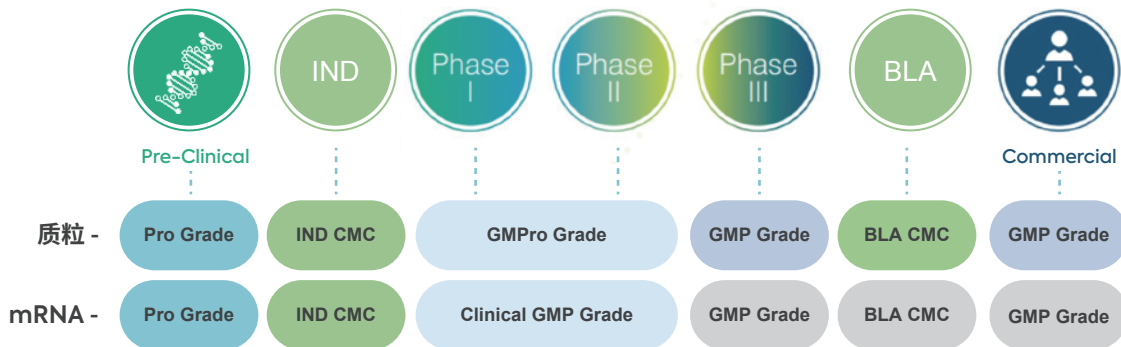 IND
Phase
I
Phase
II
Phase
III
BLA
Pre-Clinical
Commercial
质粒 - Pro Grade IND CMC GMPro Grade GMP Grade BLA CMC GMP Grade
mRNA - Pro Grade IND CMC Clinical GMP Grade GMP Grade BLA CMC GMP Grade